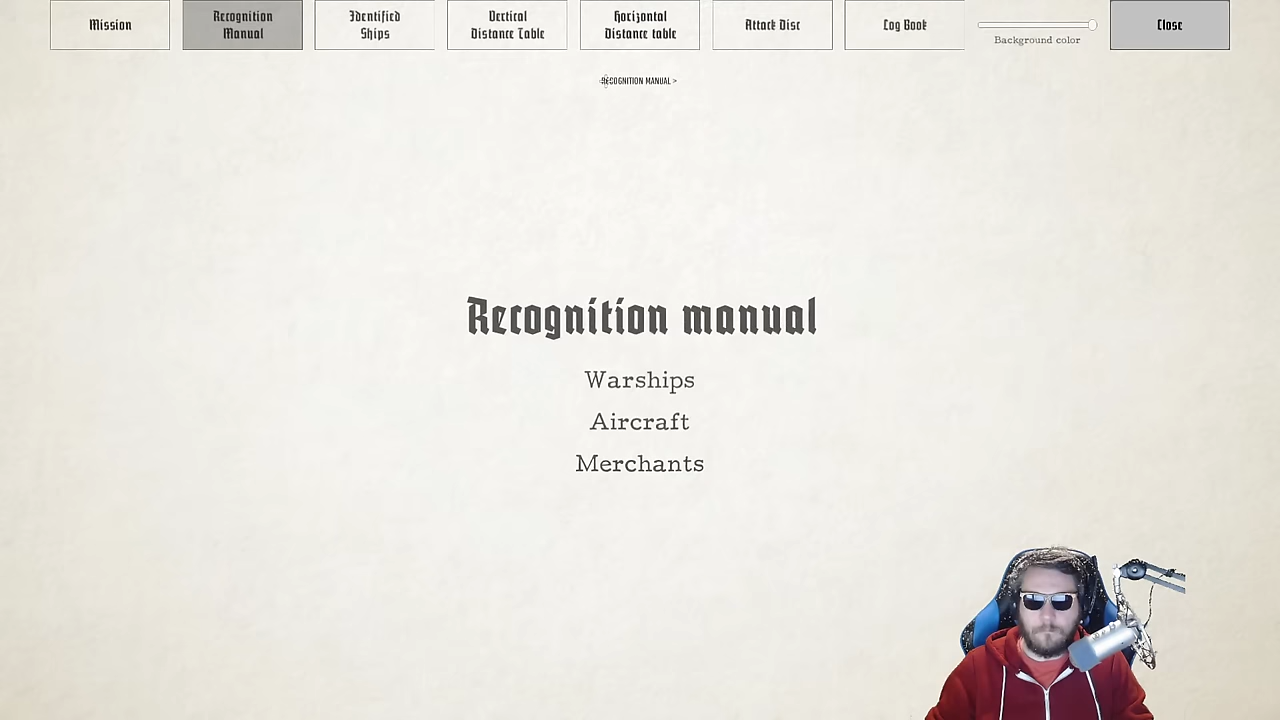 Mission
Recognition
Manual
Identified
Ships
Vertical
Distance Table
Horizontal
Distance table
Attack Disc
Log Book
Background color
Close
RECOGNITION MANUAL >
Recognition manual
Warships
Aircraft
Merchants